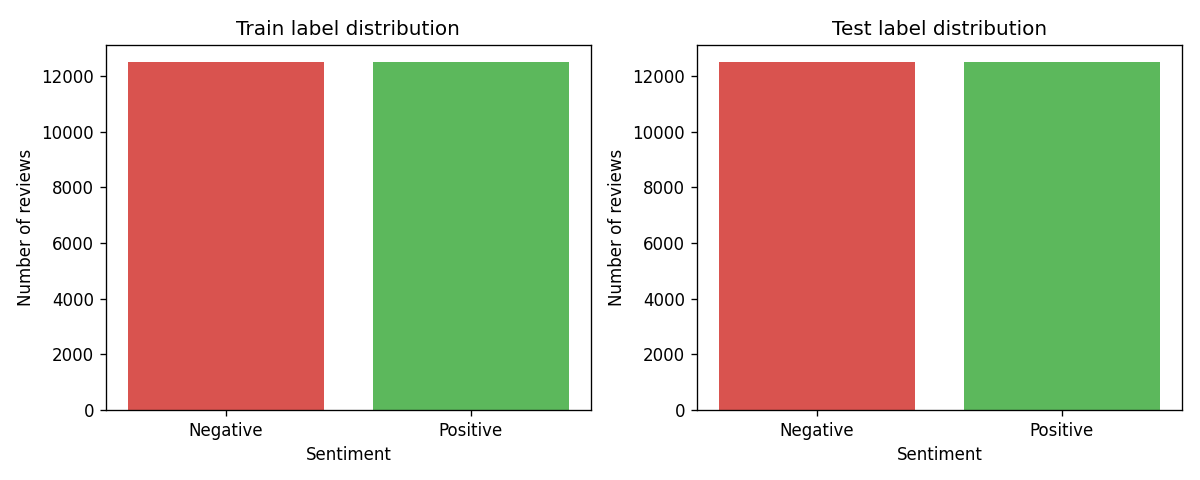 Train label distribution
Number of reviews
12000
10000
8000
6000
4000
2000
0
Negative Positive
Sentiment
Test label distribution
Number of reviews
12000
10000
8000
6000
4000
2000
0
Negative Positive
Sentiment